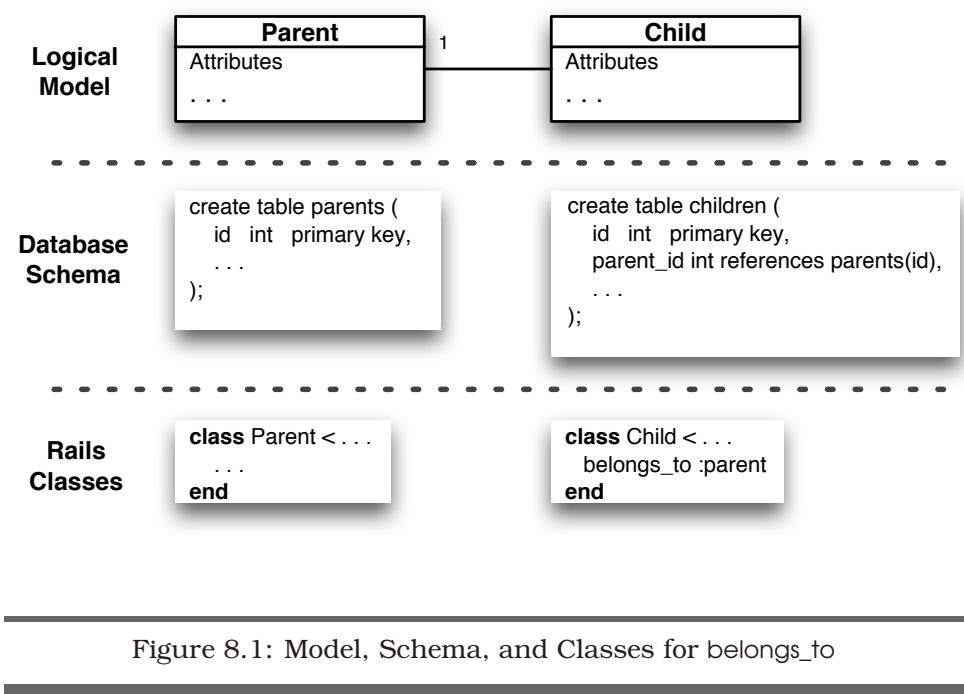 Logical
Model
Parent
Attributes
. . .
1
Child
Attributes
. . .
Database
Schema
create table parents (
id int primary key,
. . .
);
create table children (
id int primary key,
parent_id int references parents(id),
. . .
);
Rails
Classes
class Parent < . . .
. . .
end
class Child < . . .
belongs_to :parent
end
Figure 8.1: Model, Schema, and Classes for belongs_to